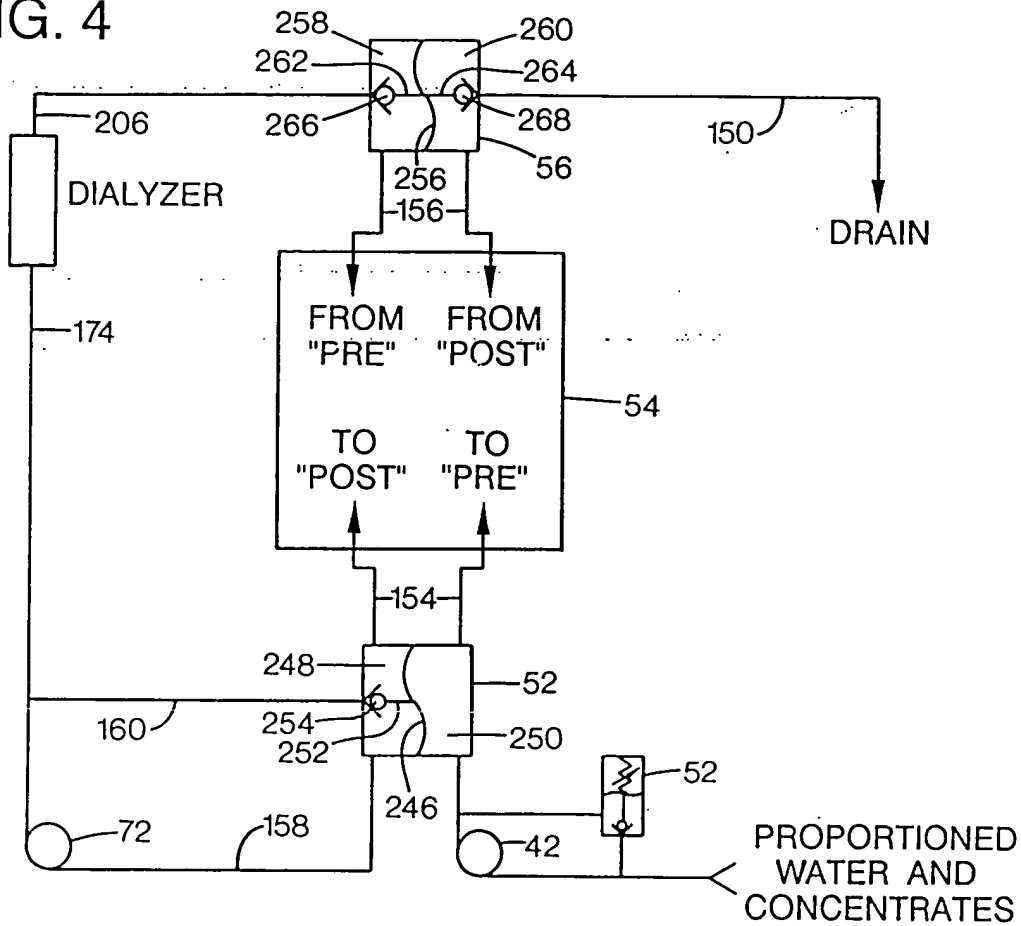 IG. 4
258
260
262
264
266
268
206
150
256
56
DIALYZER
156
DRAIN
FROM "PRE"
FROM "POST"
174
54
TO "POST"
TO "PRE"
154
248
52
160
254
252
250
246
52
72
158
42
PROPORTIONED
WATER AND
CONCENTRATES